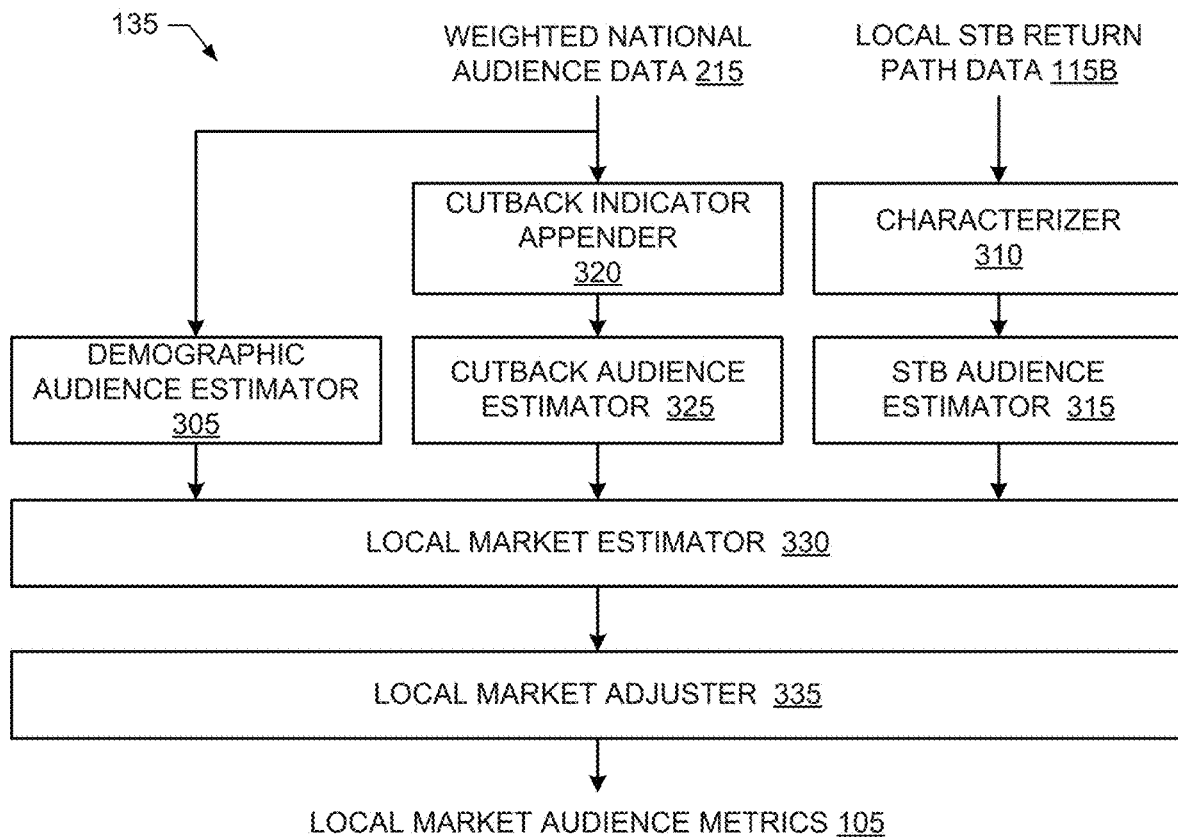 135
WEIGHTED NATIONAL
AUDIENCE DATA 215
LOCAL STB RETURN
PATH DATA 115B
CUTBACK INDICATOR
APPENDER
320
CHARACTERIZER
310
DEMOGRAPHIC
AUDIENCE ESTIMATOR
305
CUTBACK AUDIENCE
ESTIMATOR 325
STB AUDIENCE
ESTIMATOR 315
LOCAL MARKET ESTIMATOR 330
LOCAL MARKET ADJUSTER 335
LOCAL MARKET AUDIENCE METRICS 105